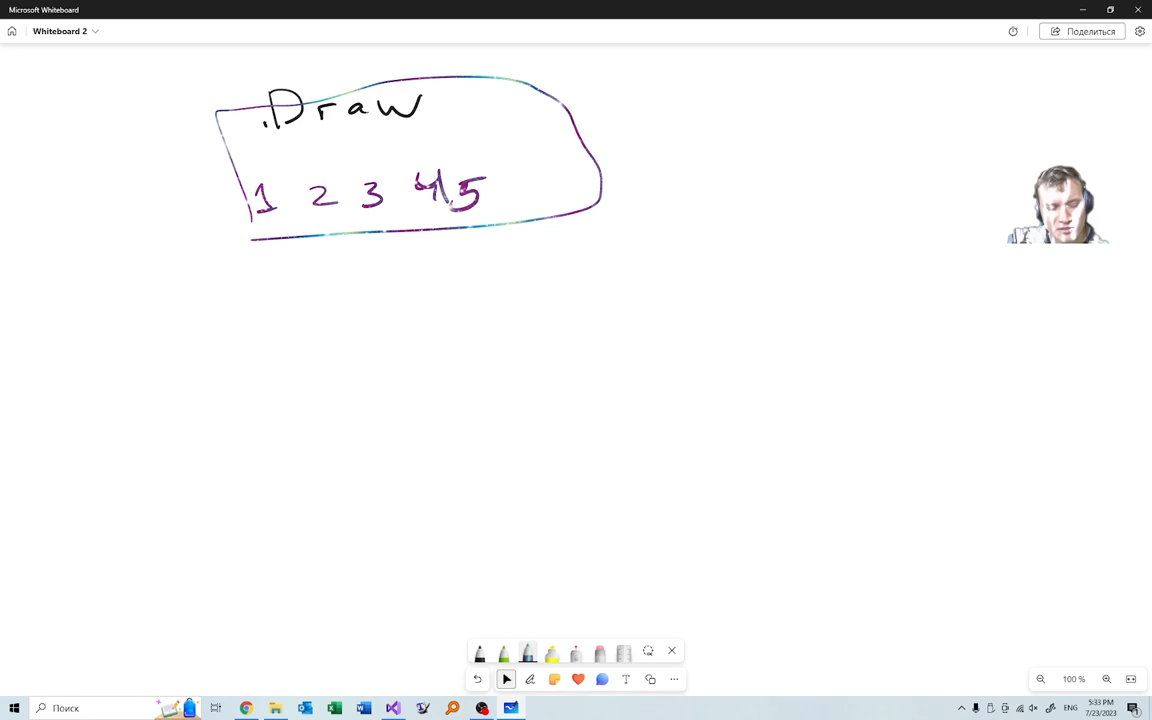 Microsoft Whiteboard
Whiteboard 2
Поделиться
.Draw
1 2 3 4 5
100 %
Поиск
ENG
5:33 PM
7/23/2023
1